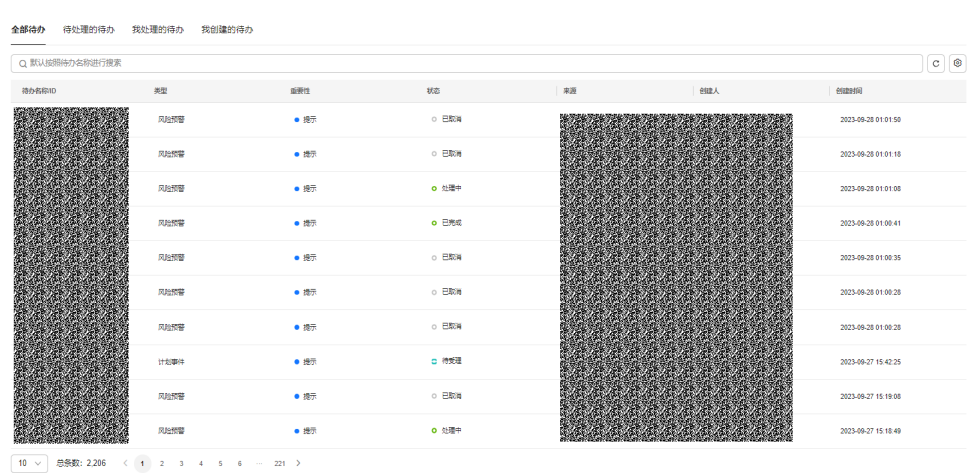 全部待办 待处理的待办 我处理的待办 我创建的待办
默认按照待办名称进行搜索
待办名称/ID 类型 重要性 状态 来源 创建人 创建时间
风险预警 提示 已取消 2023-09-28 01:01:50
风险预警 提示 已取消 2023-09-28 01:01:18
风险预警 提示 处理中 2023-09-28 01:01:08
风险预警 提示 已完成 2023-09-28 01:00:41
风险预警 提示 已取消 2023-09-28 01:00:35
风险预警 提示 已取消 2023-09-28 01:00:28
风险预警 提示 已取消 2023-09-28 01:00:28
计划事件 提示 待受理 2023-09-27 15:42:25
风险预警 提示 已取消 2023-09-27 15:19:08
风险预警 提示 处理中 2023-09-27 15:18:49
10 总条数: 2,206 < 1 2 3 4 5 6 ... 221 >